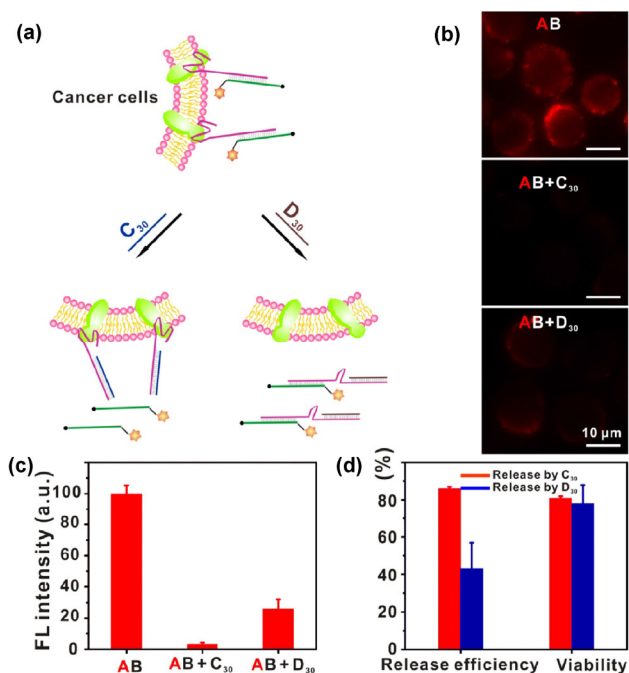 (a)
Cancer cells
C30
D30
(b)
AB
AB+C30
AB+D30
10 μm
(c)
FL intensity (a.u.)
100
80
60
40
20
0
AB
AB+C30
AB+D30
(d)
(%)
80
60
40
20
0
Release by C30
Release by D30
Release efficiency
Viability